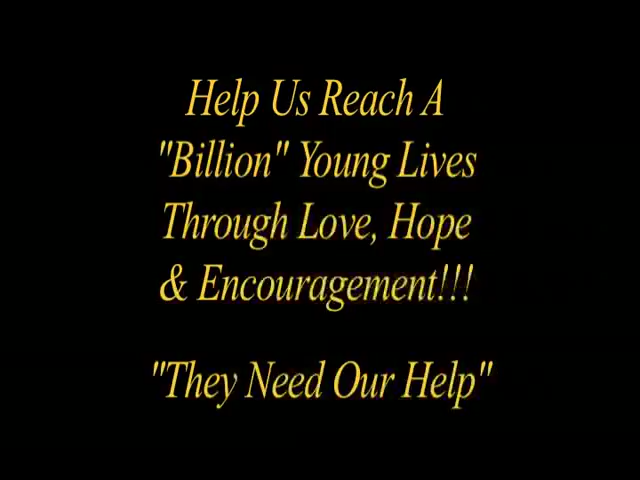 Help Us Reach A
"Billion" Young Lives
Through Love, Hope
& Encouragement!!!
"They Need Our Help"